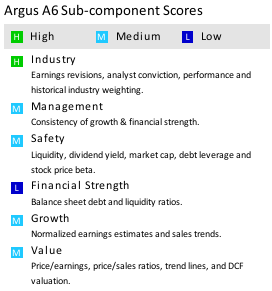 Argus A6 Sub-component Scores
H High M Medium L Low
H Industry
Earnings revisions, analyst conviction, performance and
historical industry weighting.
M Management
Consistency of growth & financial strength.
M Safety
Liquidity, dividend yield, market cap, debt leverage and
stock price beta.
L Financial Strength
Balance sheet debt and liquidity ratios.
M Growth
Normalized earnings estimates and sales trends.
M Value
Price/earnings, price/sales ratios, trend lines, and DCF
valuation.